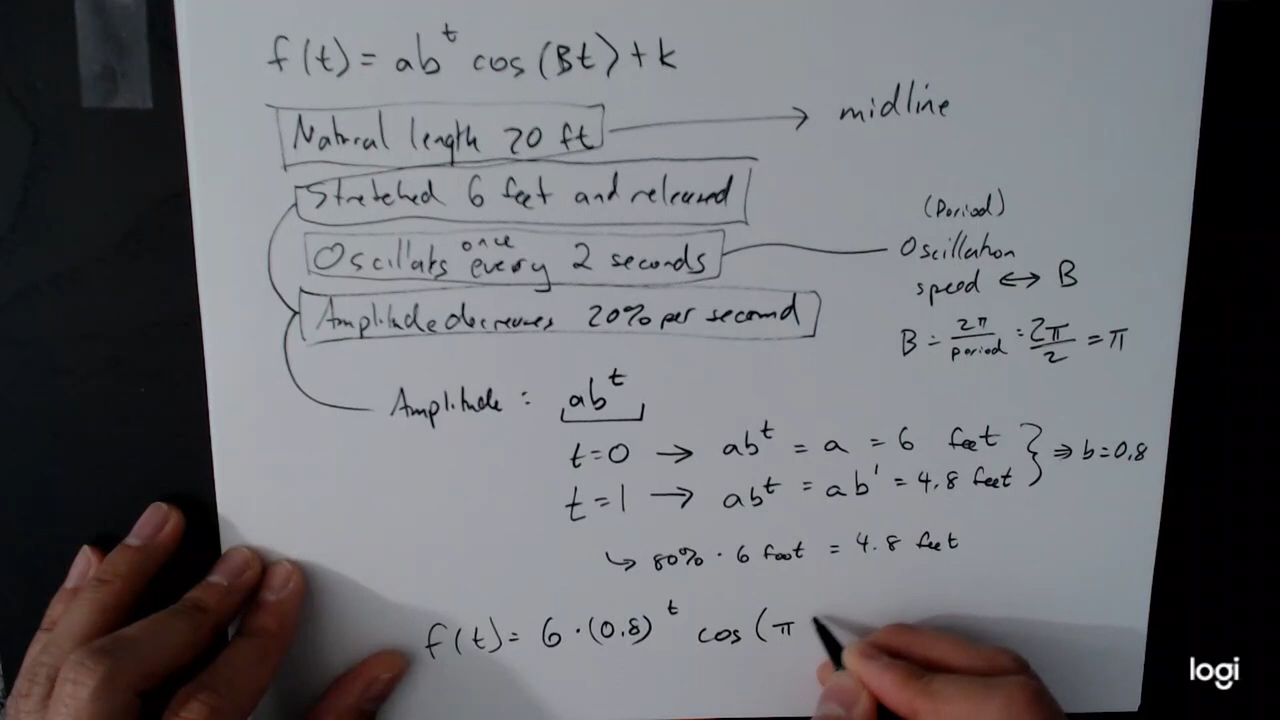 f(t) = ab^t cos(Bt) + k
Natural length 20 ft → midline
Stretched 6 feet and released
(Period)
Oscillates once every 2 seconds
Oscillation
speed ↔ B
Amplitude decreases 20% per second
B = 2π/period = 2π/2 = π
Amplitude : ab^t
t=0 → ab^t = a = 6 feet
t=1 → ab^t = ab^1 = 4.8 feet
} ⇒ b=0.8
↳ 80% · 6 foot = 4.8 feet
f(t) = 6 · (0.8)^t cos (π
logi